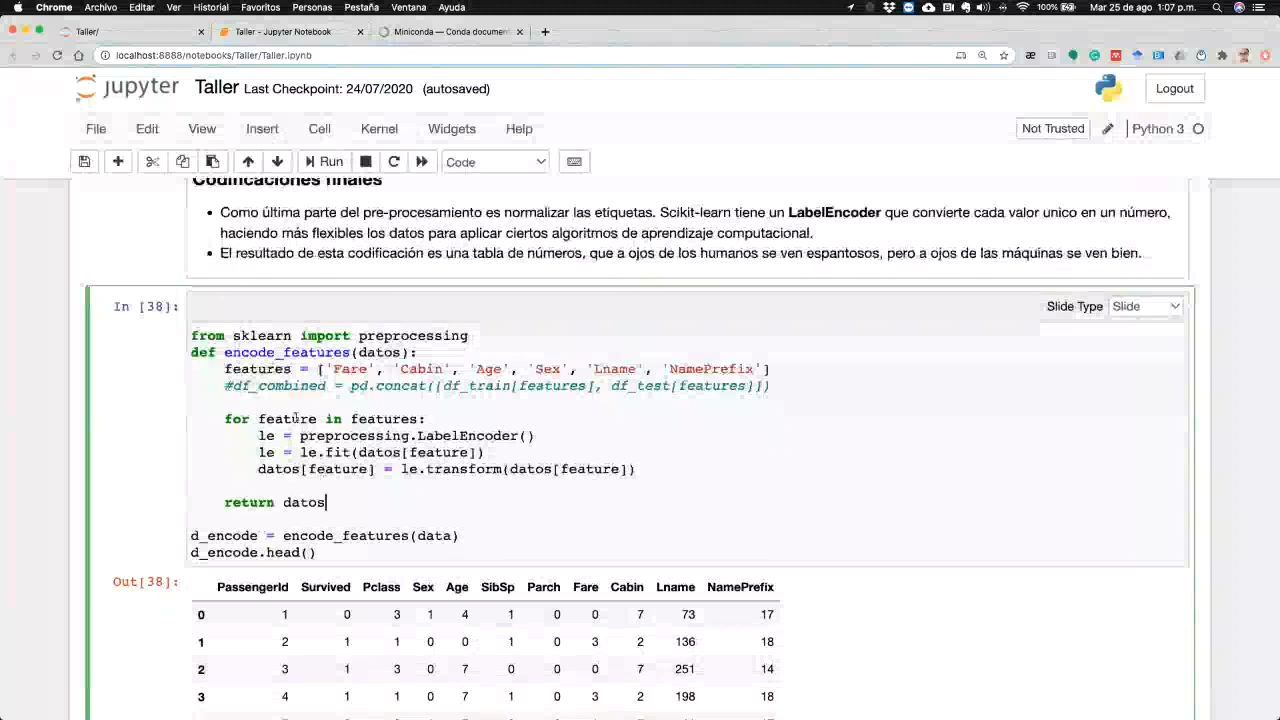 Chrome Archivo Editar Ver Historial Favoritos Personas Pestaña Ventana Ayuda 100% Mar 25 de ago 1:07 p.m.
Taller/ Taller - Jupyter Notebook Miniconda — Conda document
localhost:8888/notebooks/Taller/Taller.ipynb
jupyter Taller Last Checkpoint: 24/07/2020 (autosaved) Logout
File Edit View Insert Cell Kernel Widgets Help Not Trusted Python 3
Run Code
Codificaciones finales
• Como última parte del pre-procesamiento es normalizar las etiquetas. Scikit-learn tiene un LabelEncoder que convierte cada valor unico en un número,
haciendo más flexibles los datos para aplicar ciertos algoritmos de aprendizaje computacional.
• El resultado de esta codificación es una tabla de números, que a ojos de los humanos se ven espantosos, pero a ojos de las máquinas se ven bien.
In [38]: Slide Type Slide
from sklearn import preprocessing
def encode_features(datos):
features = ['Fare', 'Cabin', 'Age', 'Sex', 'Lname', 'NamePrefix']
#df_combined = pd.concat([df_train[features], df_test[features]])
for feature in features:
le = preprocessing.LabelEncoder()
le = le.fit(datos[feature])
datos[feature] = le.transform(datos[feature])
return datos
d_encode = encode_features(data)
d_encode.head()
Out[38]:
PassengerId Survived Pclass Sex Age SibSp Parch Fare Cabin Lname NamePrefix
0 1 0 3 1 4 1 0 0 7 73 17
1 2 1 1 0 0 1 0 3 2 136 18
2 3 1 3 0 7 0 0 0 7 251 14
3 4 1 1 0 7 1 0 3 2 198 18